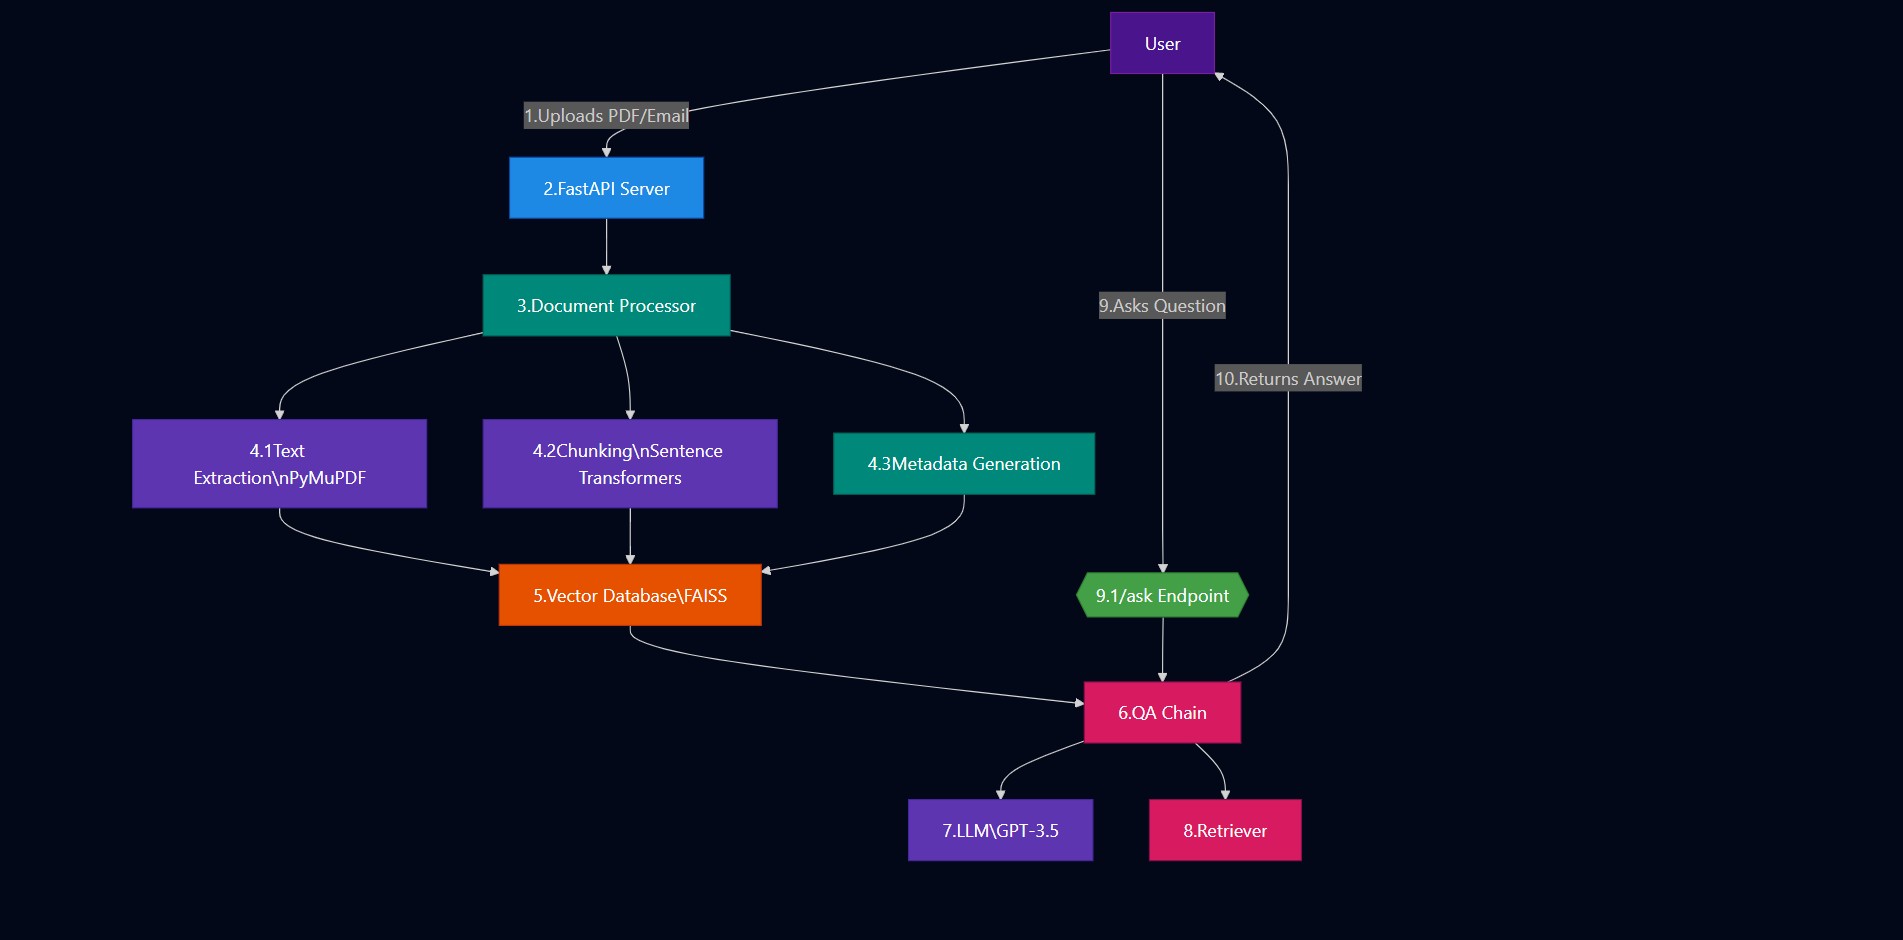 User
1.Uploads PDF/Email
2.FastAPI Server
3.Document Processor
9.Asks Question
10.Returns Answer
4.1Text
Extraction\nPyMuPDF
4.2Chunking\nSentence
Transformers
4.3Metadata Generation
5.Vector Database\FAISS
9.1/ask Endpoint
6.QA Chain
7.LLM\GPT-3.5
8.Retriever